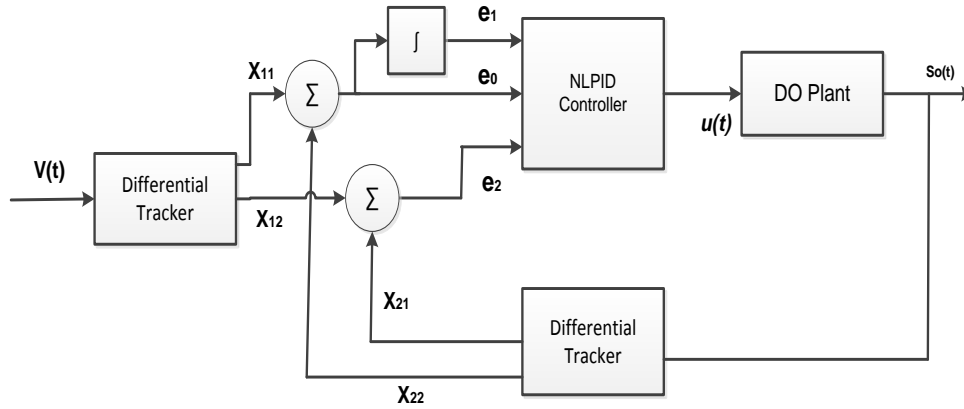 e1
∫
X11
e0
Σ
NLPID
Controller
DO Plant
So(t)
u(t)
V(t)
Differential
Tracker
X12
Σ
e2
X21
Differential
Tracker
X22